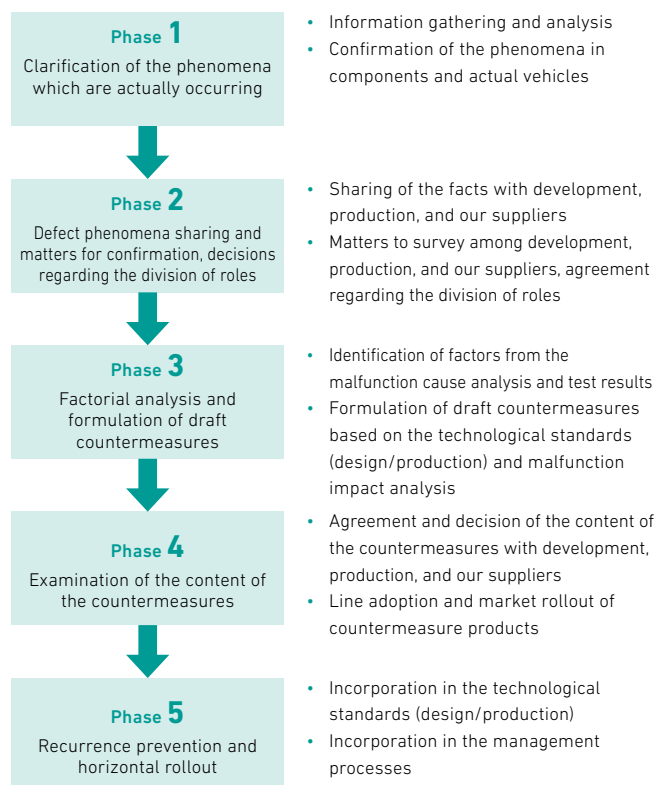 Phase 1
Clarification of the phenomena
which are actually occurring
• Information gathering and analysis
• Confirmation of the phenomena in
components and actual vehicles
Phase 2
Defect phenomena sharing and
matters for confirmation, decisions
regarding the division of roles
• Sharing of the facts with development,
production, and our suppliers
• Matters to survey among development,
production, and our suppliers, agreement
regarding the division of roles
Phase 3
Factorial analysis and
formulation of draft
countermeasures
• Identification of factors from the
malfunction cause analysis and test results
• Formulation of draft countermeasures
based on the technological standards
(design/production) and malfunction
impact analysis
Phase 4
Examination of the content of
the countermeasures
• Agreement and decision of the content of
the countermeasures with development,
production, and our suppliers
• Line adoption and market rollout of
countermeasure products
Phase 5
Recurrence prevention and
horizontal rollout
• Incorporation in the technological
standards (design/production)
• Incorporation in the management
processes